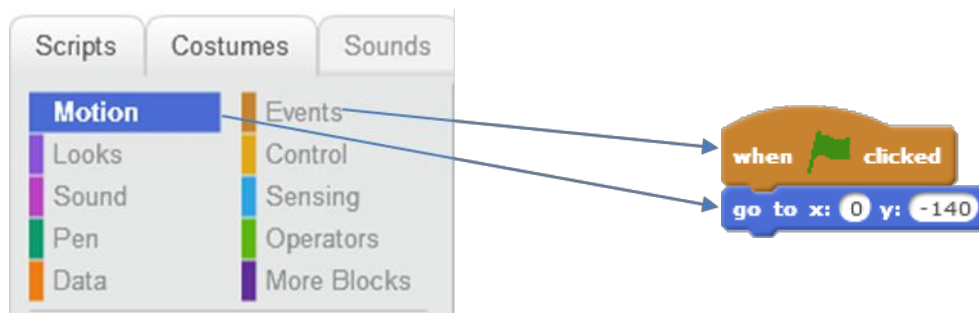 Scripts Costumes Sounds
Motion Events
Looks Control
Sound Sensing
Pen Operators
Data More Blocks
when clicked
go to x: 0 y: -140